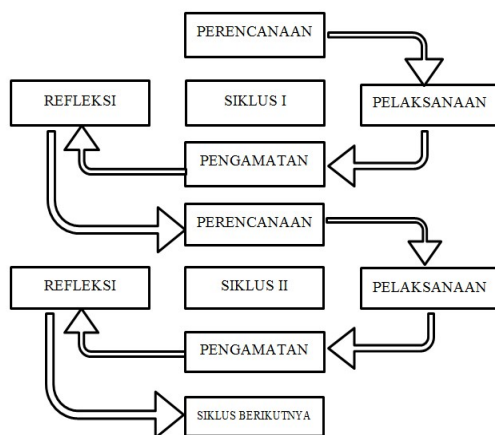 PERENCANAAN
REFLEKSI
SIKLUS I
PELAKSANAAN
PENGAMATAN
PERENCANAAN
REFLEKSI
SIKLUS II
PELAKSANAAN
PENGAMATAN
SIKLUS BERIKUTNYA